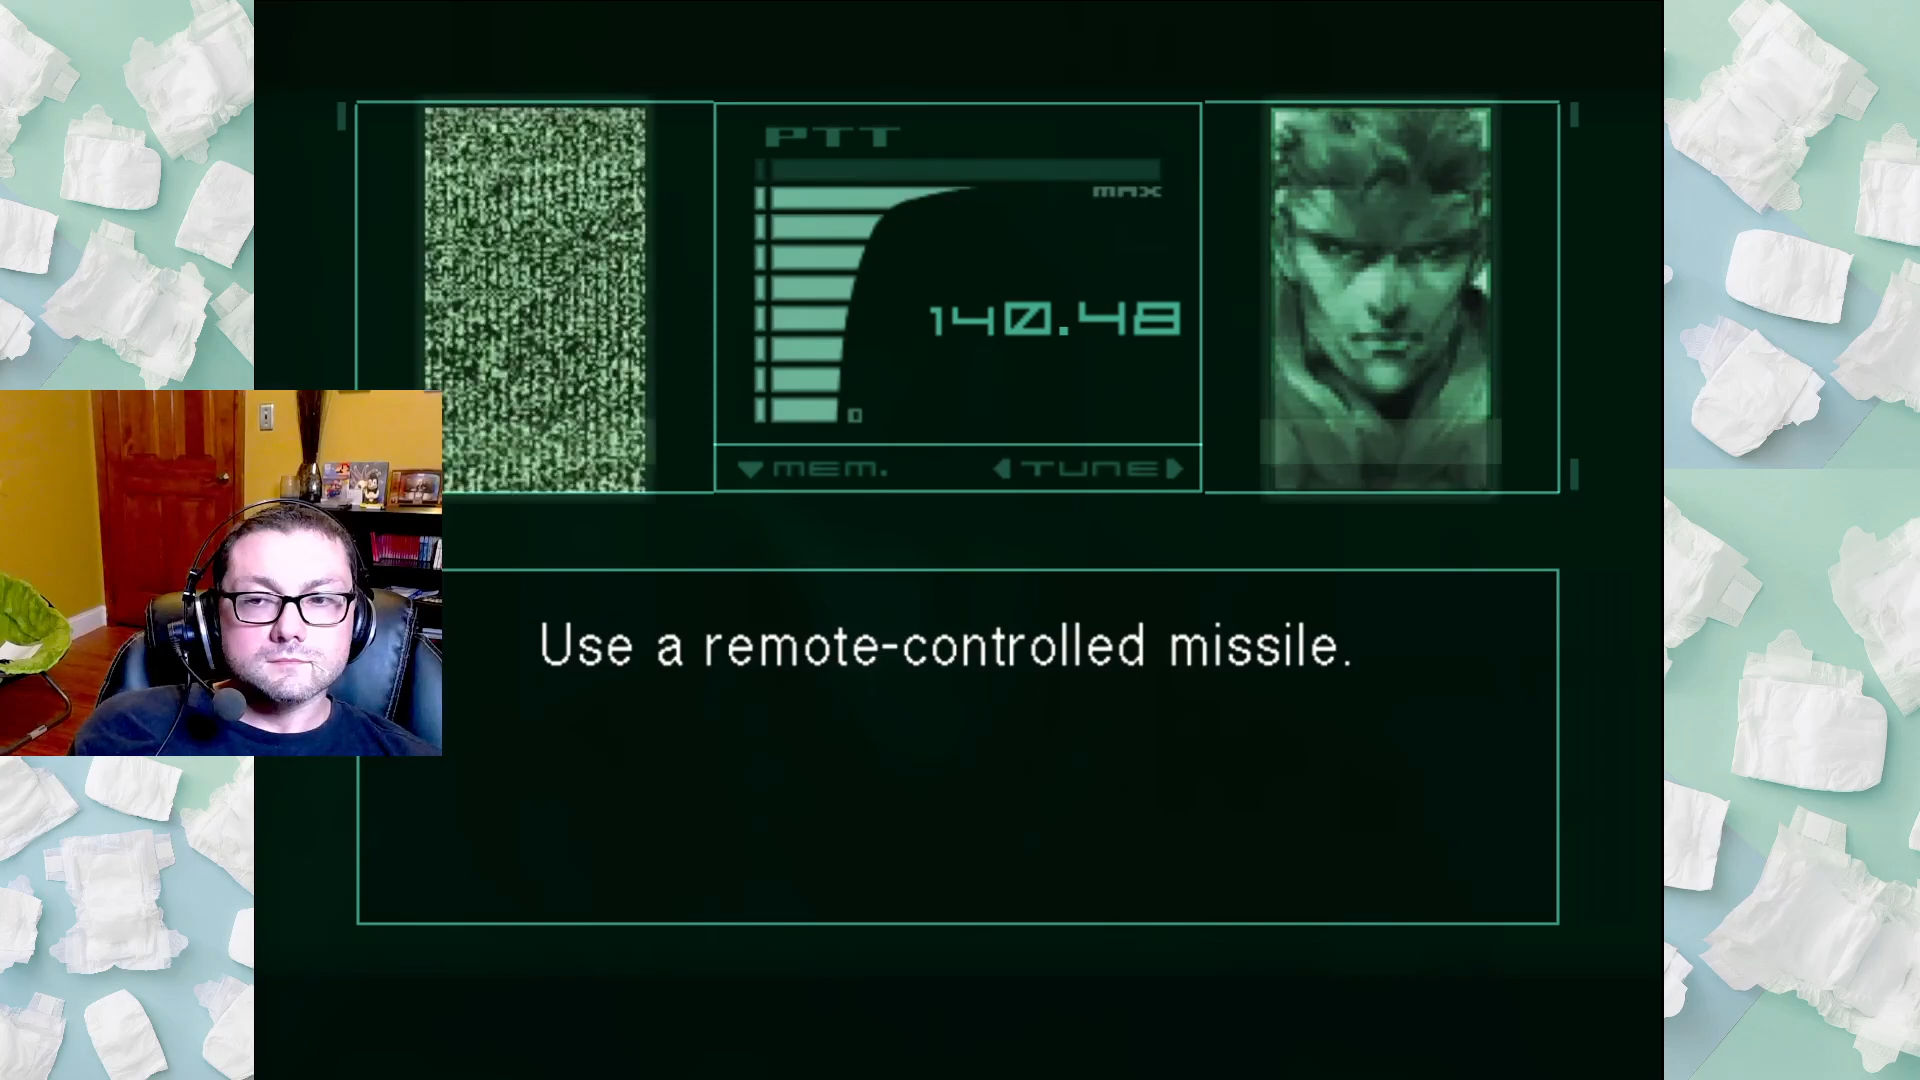 PTT
MAX
140.48
0
MEM.
TUNE
Use a remote-controlled missile.